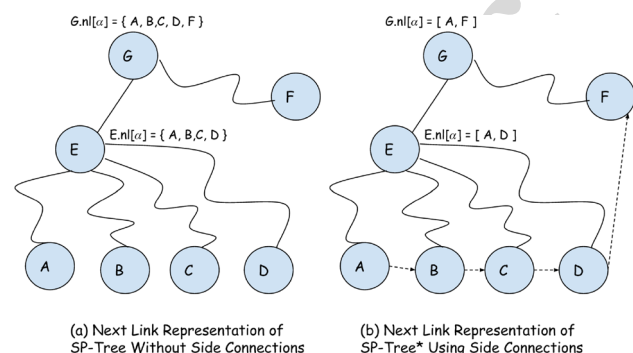 G.nl[α] = { A, B,C, D, F }
G.nl[α] = [ A, F ]
G
F
G
F
E.nl[α] = { A, B,C, D }
E.nl[α] = [ A, D ]
E
E
A
B
C
D
A
B
C
D
(a) Next Link Representation of
SP-Tree Without Side Connections
(b) Next Link Representation of
SP-Tree* Using Side Connections